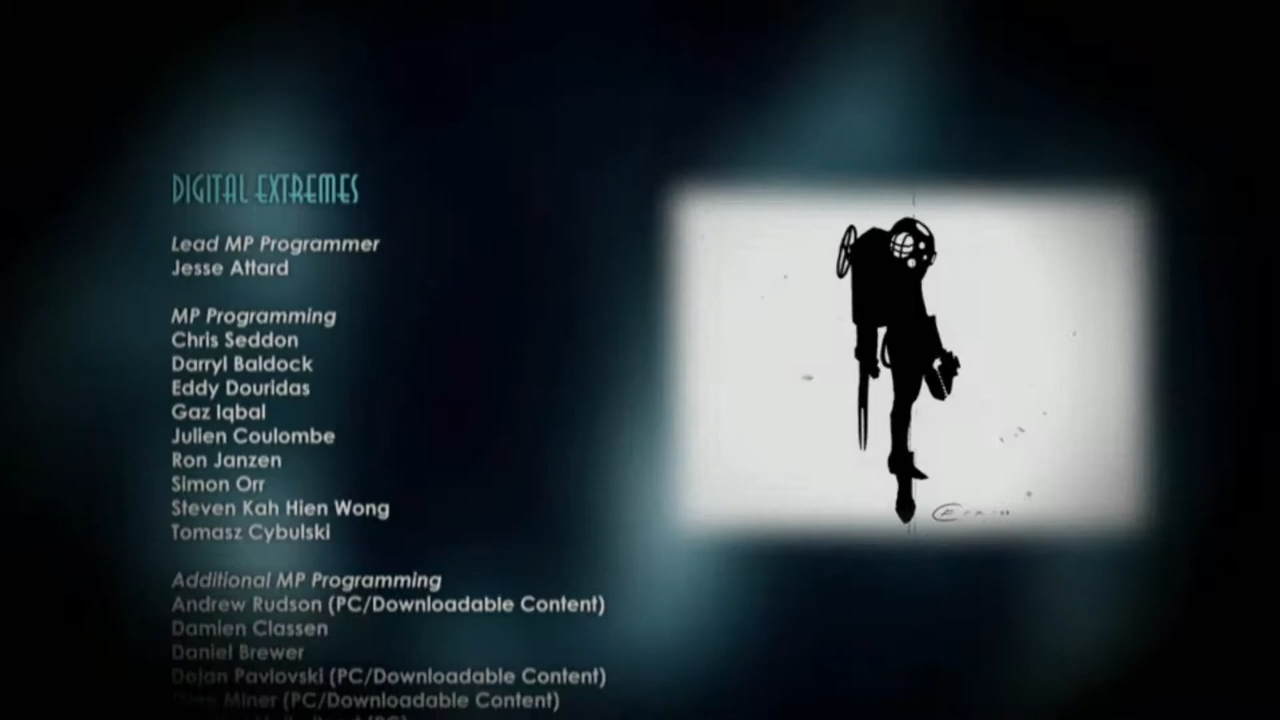 DIGITAL EXTREMES
Lead MP Programmer
Jesse Attard
MP Programming
Chris Seddon
Darryl Baldock
Eddy Douridas
Gaz Iqbal
Julien Coulombe
Ron Janzen
Simon Orr
Steven Kah Hien Wong
Tomasz Cybulski
Additional MP Programming
Andrew Rudson (PC/Downloadable Content)
Damien Classen
Daniel Brewer
Dejan Pavlovski (PC/Downloadable Content)
Miner (PC/Downloadable Content)